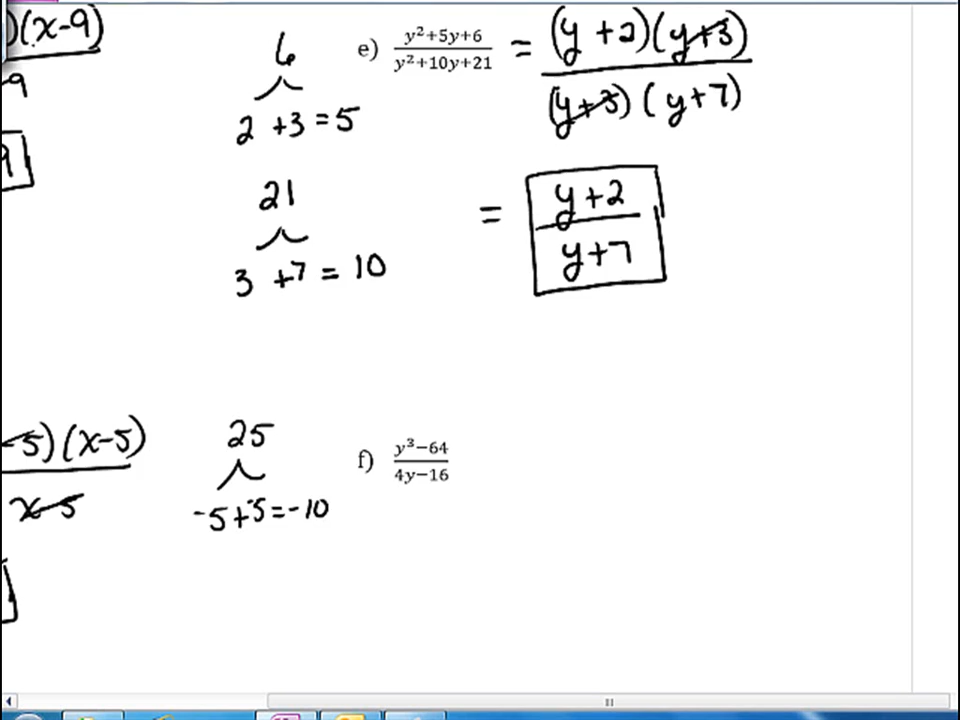 )(x-9)
-9
9
6
2 +3 = 5
e) y²+5y+6 / y²+10y+21 = (y+2)(y+3) / (y+3)(y+7)
21
3 +7 = 10
= y+2 / y+7
-5)(x-5)
x-5
25
-5+-5=-10
f) y³−64 / 4y−16